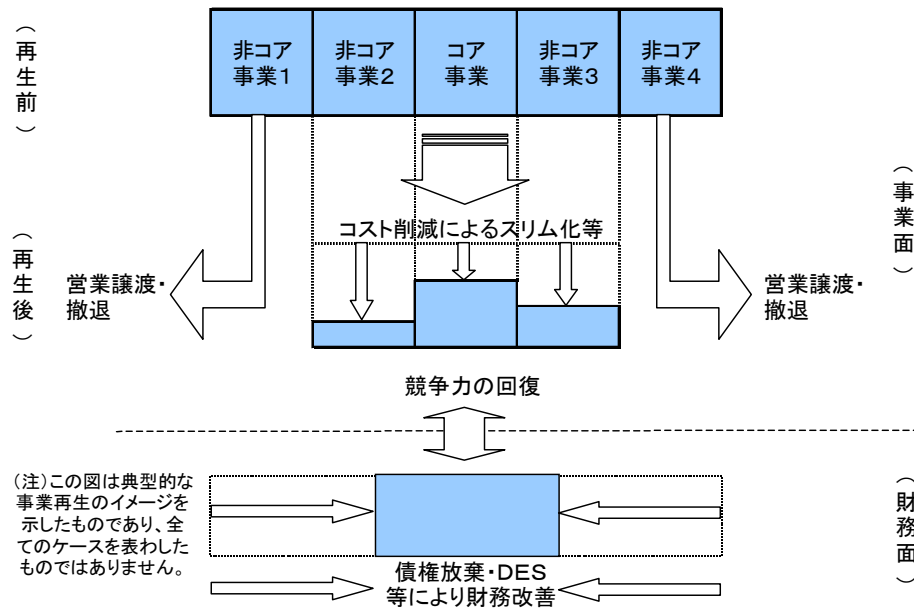 （再生前）
非コア
事業1
非コア
事業2
コア
事業
非コア
事業3
非コア
事業4
（事業面）
コスト削減によるスリム化等
（再生後）
営業譲渡・
撤退
営業譲渡・
撤退
競争力の回復
（注）この図は典型的な
事業再生のイメージを
示したものであり、全
てのケースを表わした
ものではありません。
（財務面）
債権放棄・DES
等により財務改善